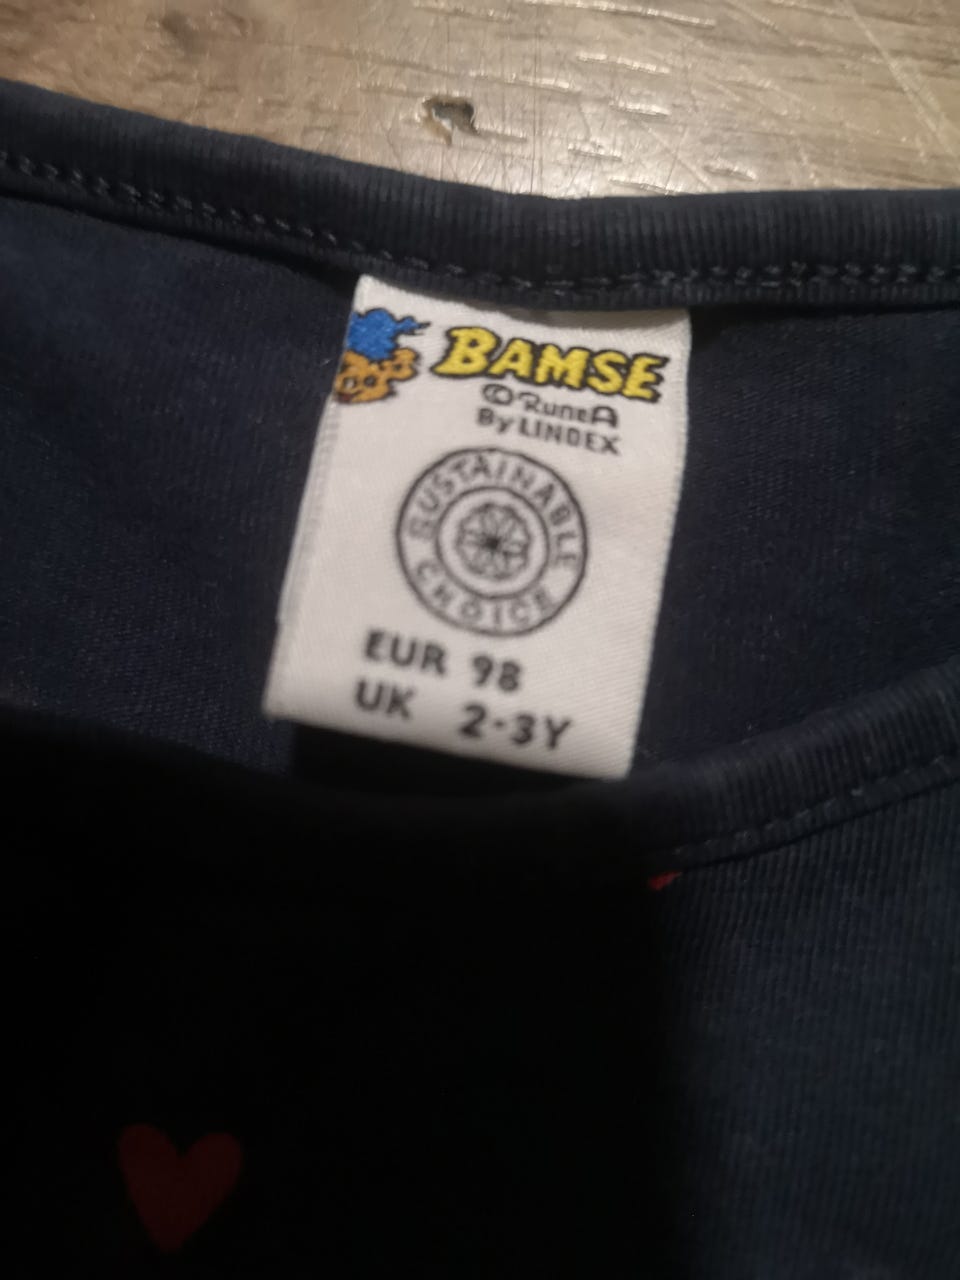 BAMSE
© RuneA
By LINDEX
SUSTAINABLE
CHOICE
EUR 98
UK 2-3Y